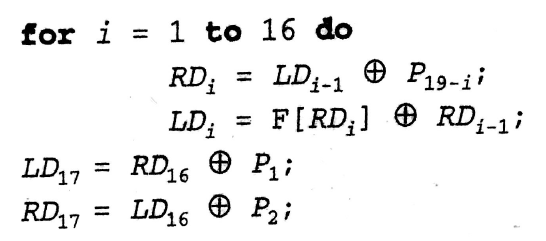 for i = 1 to 16 do
RD_i = LD_{i-1} ⊕ P_{19-i};
LD_i = F[RD_i] ⊕ RD_{i-1};
LD_17 = RD_16 ⊕ P_1;
RD_17 = LD_16 ⊕ P_2;